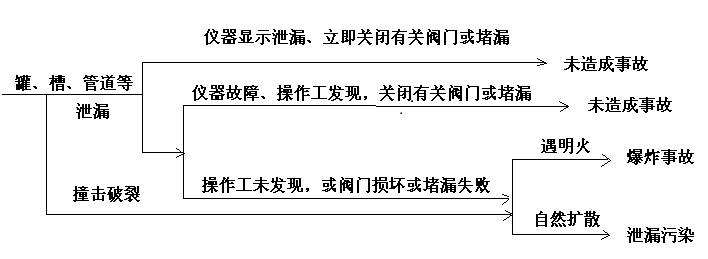 仪器显示泄漏、立即关闭有关阀门或堵漏
未造成事故
罐、槽、管道等
泄漏
仪器故障、操作工发现，关闭有关阀门或堵漏
未造成事故
遇明火
爆炸事故
操作工未发现，或阀门损坏或堵漏失败
撞击破裂
自然扩散
泄漏污染